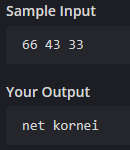 Sample Input
66 43 33
Your Output
net kornei